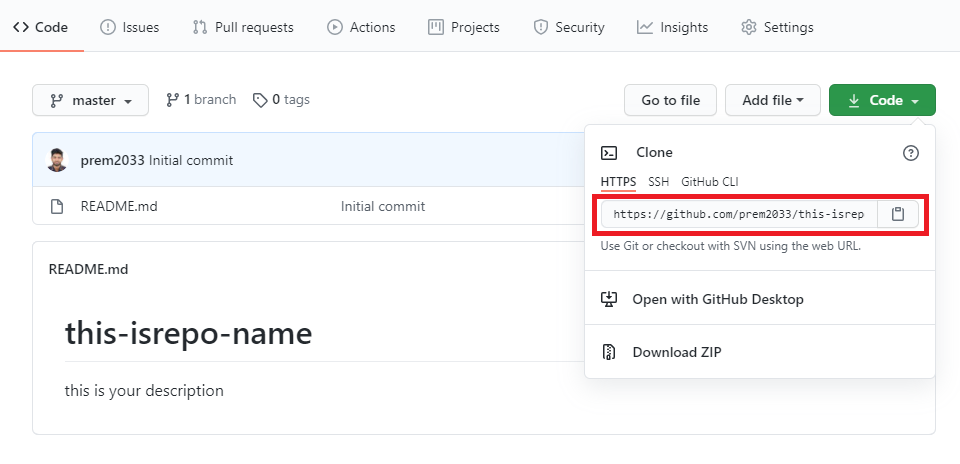 Code Issues Pull requests Actions Projects Security Insights Settings
master 1 branch 0 tags Go to file Add file Code
prem2033 Initial commit
README.md Initial commit
Clone
HTTPS SSH GitHub CLI
https://github.com/prem2033/this-isrep
Use Git or checkout with SVN using the web URL.
Open with GitHub Desktop
Download ZIP
README.md
this-isrepo-name
this is your description